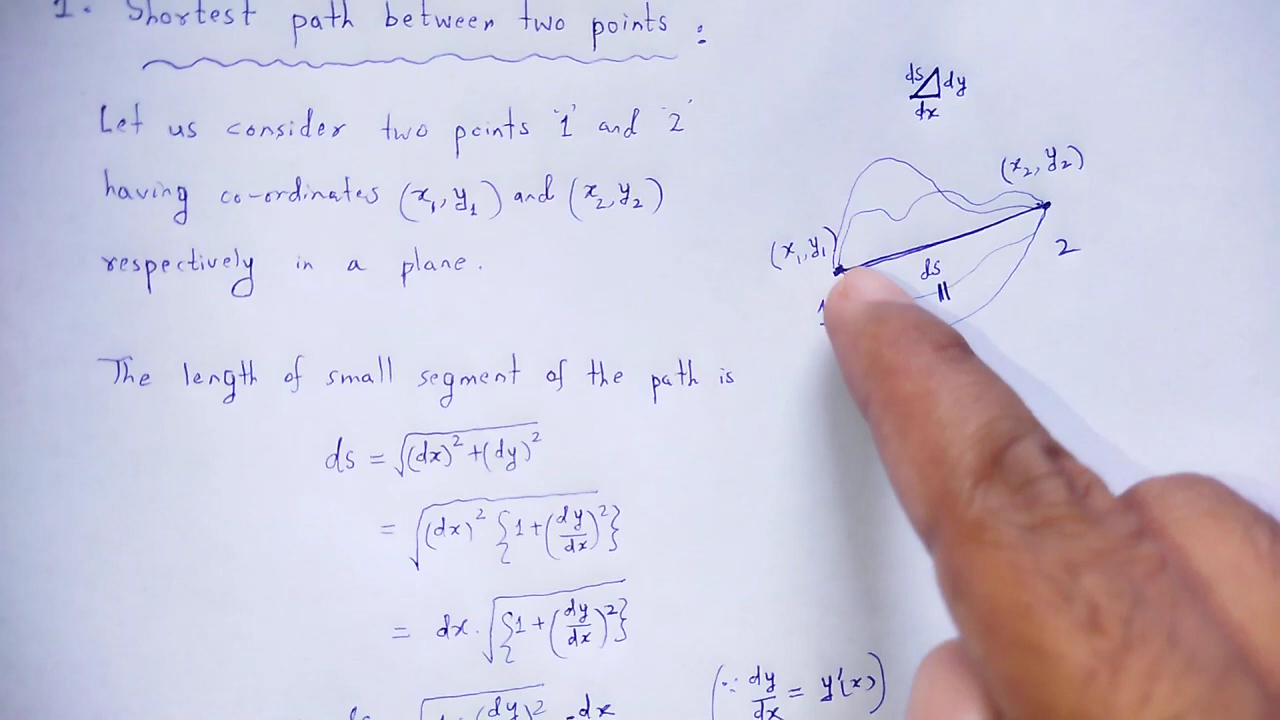 1. Shortest path between two points :
Let us consider two points '1' and '2'
having co-ordinates (x₁,y₁) and (x₂,y₂)
respectively in a plane.
The length of small segment of the path is
ds = √(dx)² + (dy)²
= √(dx)² {1+(dy/dx)²}
= dx. √{1+(dy/dx)²}
(∵ dy/dx = y'(x))
ds
dy
dx
(x₂, y₂)
(x₁, y₁)
2
ds
1